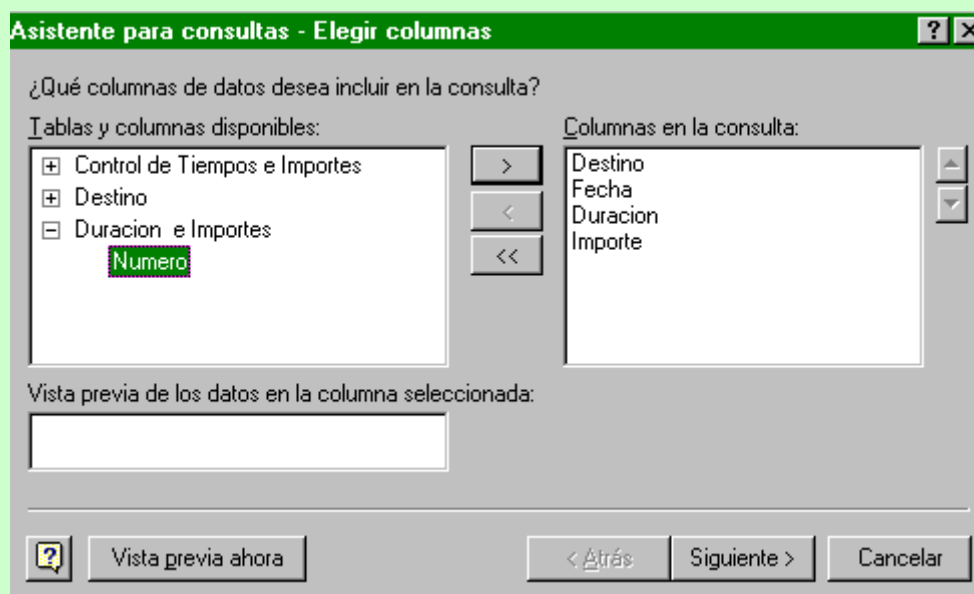 Asistente para consultas - Elegir columnas
¿Qué columnas de datos desea incluir en la consulta?
Tablas y columnas disponibles:
Control de Tiempos e Importes
Destino
Duracion e Importes
Numero
>
<
<<
Columnas en la consulta:
Destino
Fecha
Duracion
Importe
Vista previa de los datos en la columna seleccionada:
Vista previa ahora
< Atrás
Siguiente >
Cancelar